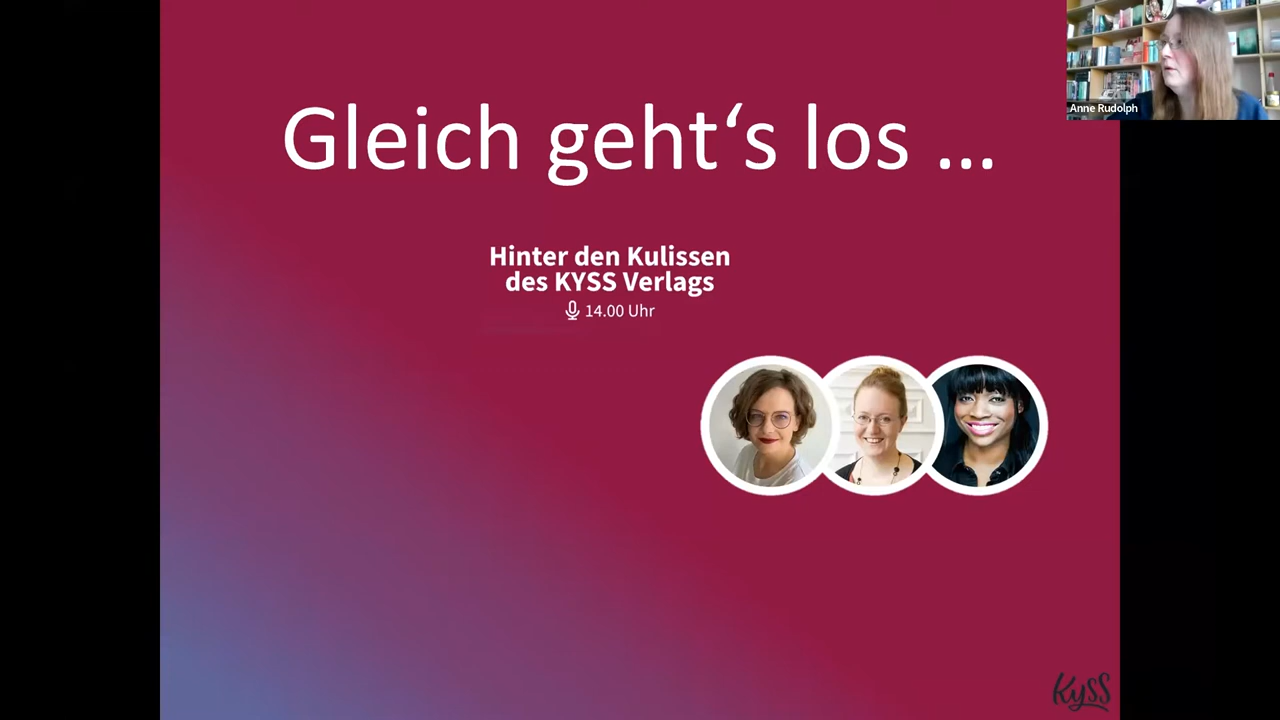 Gleich geht‘s los ...
Hinter den Kulissen
des KYSS Verlags
14.00 Uhr
Anne Rudolph
KySS